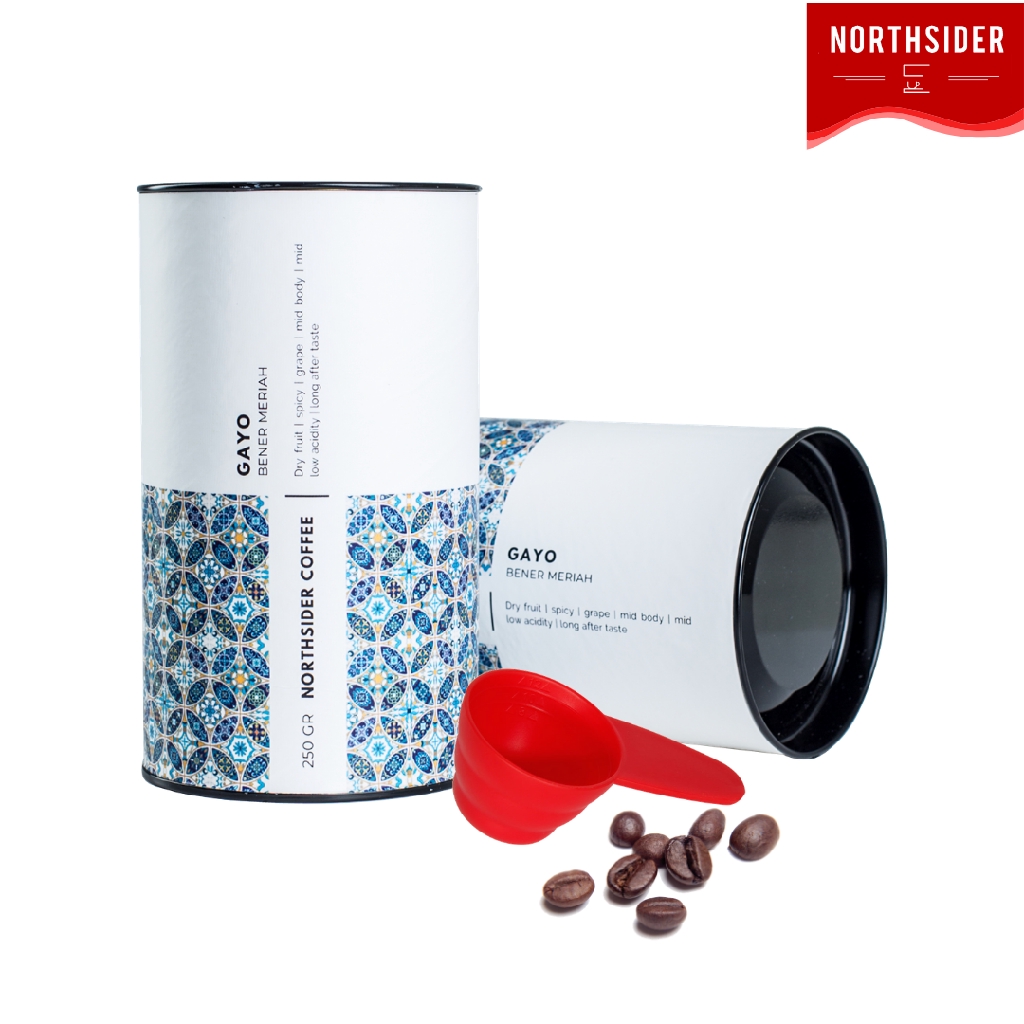 NORTHSIDER
GAYO
BENER MERIAH
Dry fruit | spicy | grape | mid body | mid
low acidity | long after taste
250 GR NORTHSIDER COFFEE
GAYO
BENER MERIAH
Dry fruit | spicy | grape | mid body | mid
low acidity | long after taste